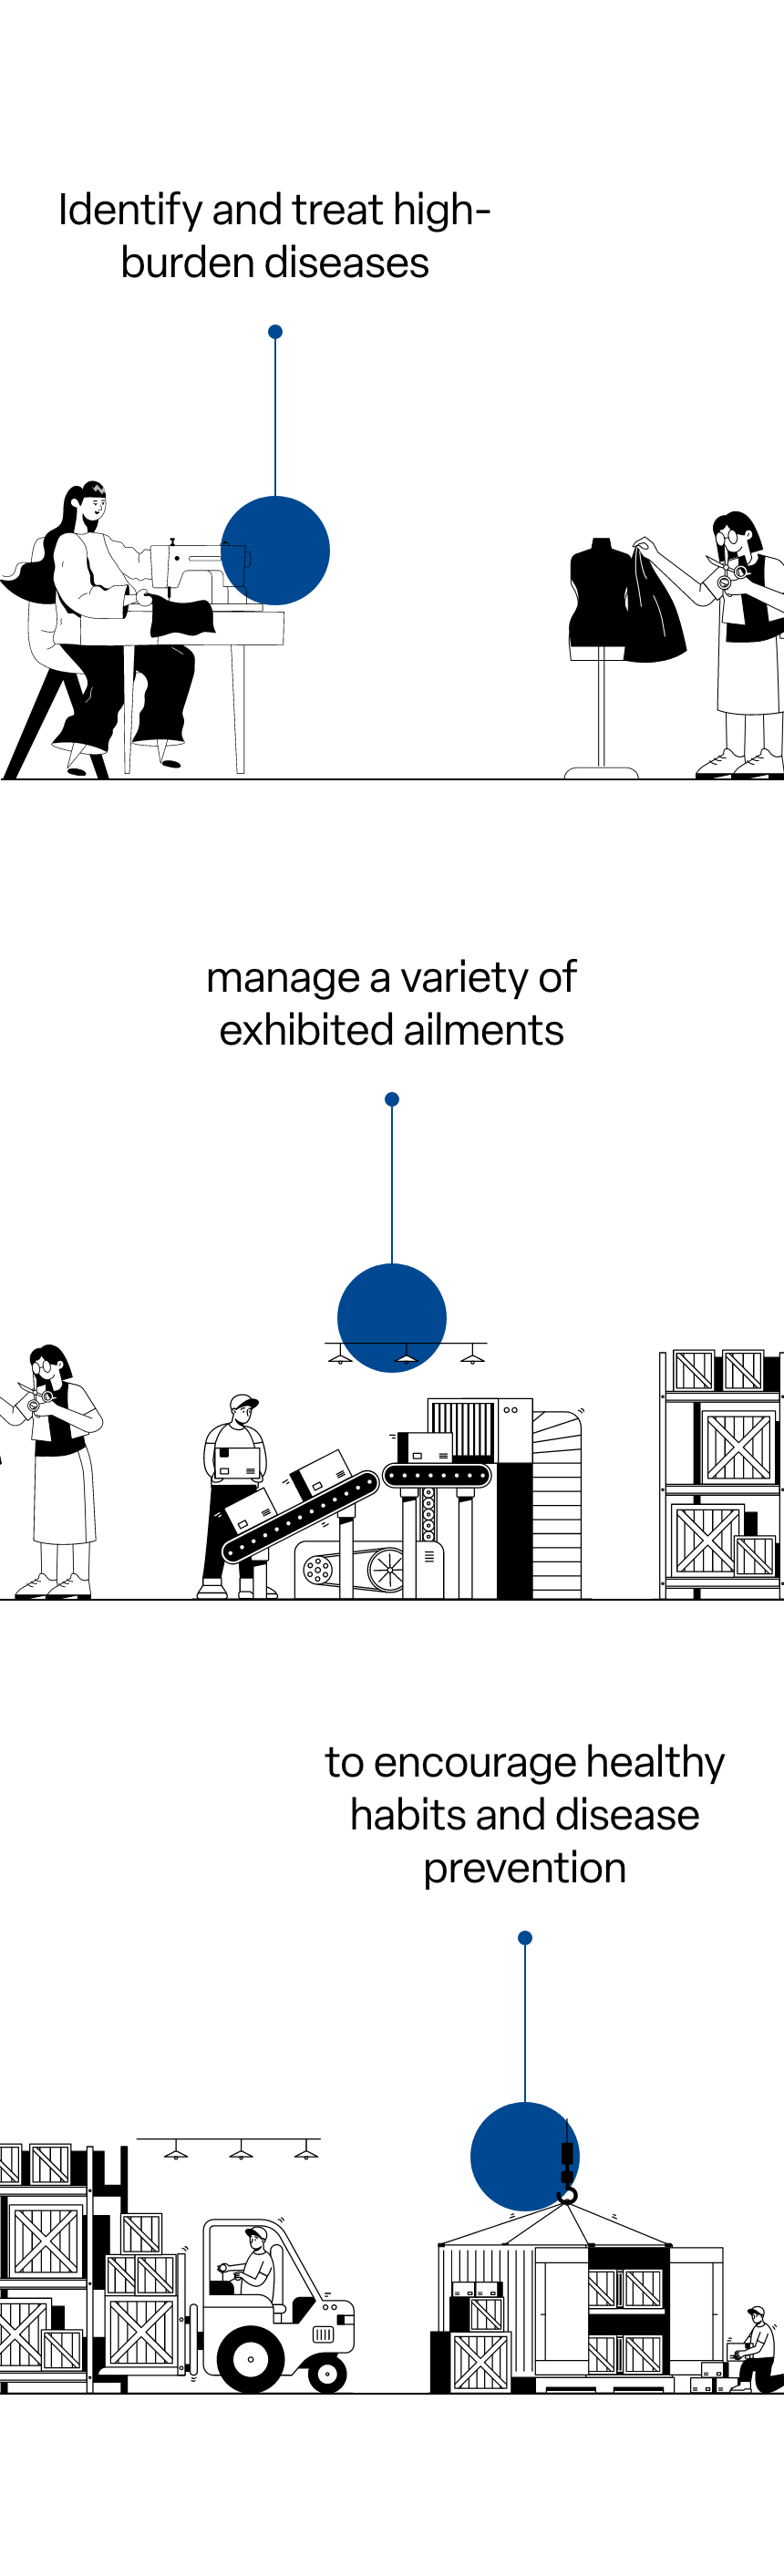 Identify and treat high-
burden diseases
manage a variety of
exhibited ailments
to encourage healthy
habits and disease
prevention